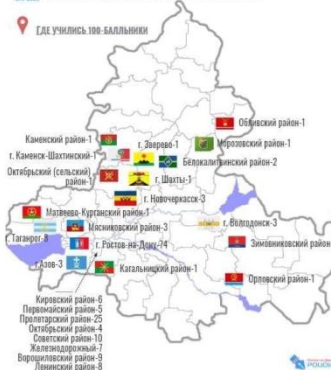 ГДЕ УЧИЛИСЬ 100-БАЛЛЬНИКИ
Обливский район-1
Каменский район-1
г. Зверево-1
Морозовский район-1
г. Каменск-Шахтинский-1
Белокалитвинский район-2
Октябрьский (сельский)
район-1
г. Шахты-1
г. Новочеркасск-3
Матвеево-Курганский район-1
Мясниковский район-3
г. Волгодонск-3
г. Таганрог-8
г. Ростов-на-Дону-74
Зимовниковский район-
г. Азов-3
Кагальницкий район-1
Орловский район-1
Кировский район-6
Первомайский район-5
Пролетарский район-25
Октябрьский район-4
Советский район-10
Железнодорожный-7
Ворошиловский район-9
Ленинский район-8